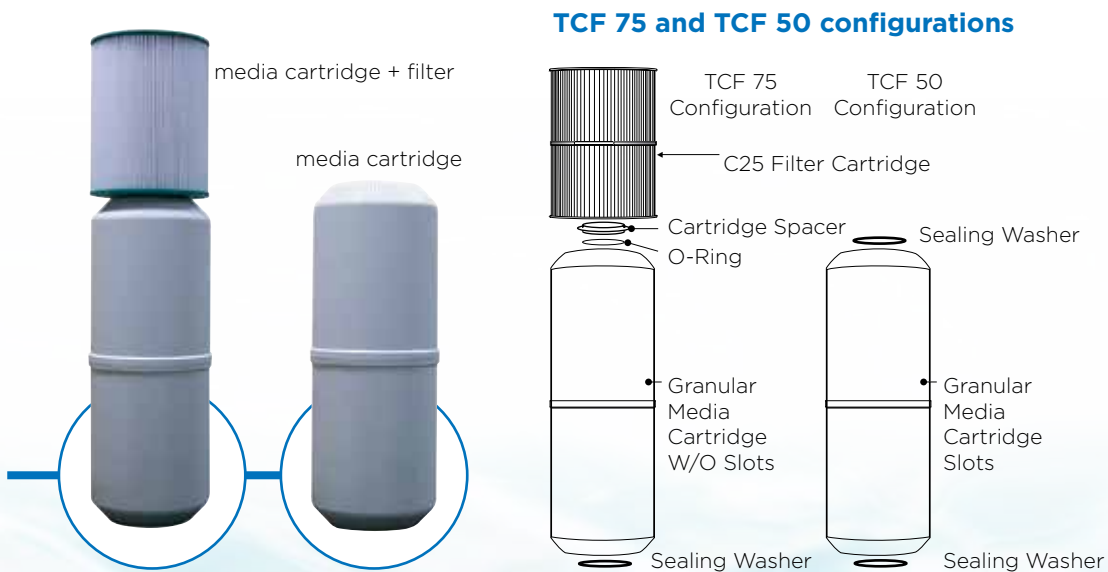 TCF 75 and TCF 50 configurations
media cartridge + filter
media cartridge
TCF 75
Configuration
TCF 50
Configuration
C25 Filter Cartridge
Cartridge Spacer
O-Ring
Sealing Washer
Granular
Media
Cartridge
W/O Slots
Granular
Media
Cartridge
Slots
Sealing Washer
Sealing Washer